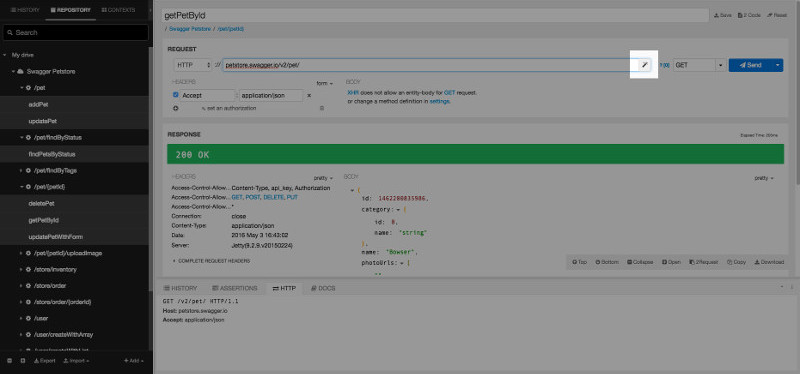 HISTORY REPOSITORY CONTEXTS
Search
My drive
Swagger Petstore
/pet
addPet
updatePet
/pet/findByStatus
findPetsByStatus
/pet/findByTags
/pet/{petId}
deletePet
getPetById
updatePetWithForm
/pet/{petId}/uploadImage
/store/inventory
/store/order
/store/order/{orderId}
/user
/user/createWithArray
Export Import Add
getPetById
Save Code Reset
Swagger Petstore / /pet/{petId}
REQUEST
HTTP :// petstore.swagger.io/v2/pet/ GET Send
HEADERS form BODY
Accept : application/json
XHR does not allow an entity-body for GET request.
or change a method definition in settings.
set an authorization
RESPONSE
200 OK
HEADERS pretty BODY pretty
Access-Control-Allow... Content-Type, api_key, Authorization
Access-Control-Allow... GET, POST, DELETE, PUT
Access-Control-Allow... *
Connection: close
Content-Type: application/json
Date: 2016 May 3 16:43:02
Server: Jetty(9.2.9.v20150224)
COMPLETE REQUEST HEADERS
{
id: 1462288835986,
category: {
id: 0,
name: "string"
},
name: "Bowser",
photoUrls: [
Top Bottom Collapse Open 2Request Copy Download
HISTORY ASSERTIONS HTTP DOCS
GET /v2/pet/ HTTP/1.1
Host: petstore.swagger.io
Accept: application/json